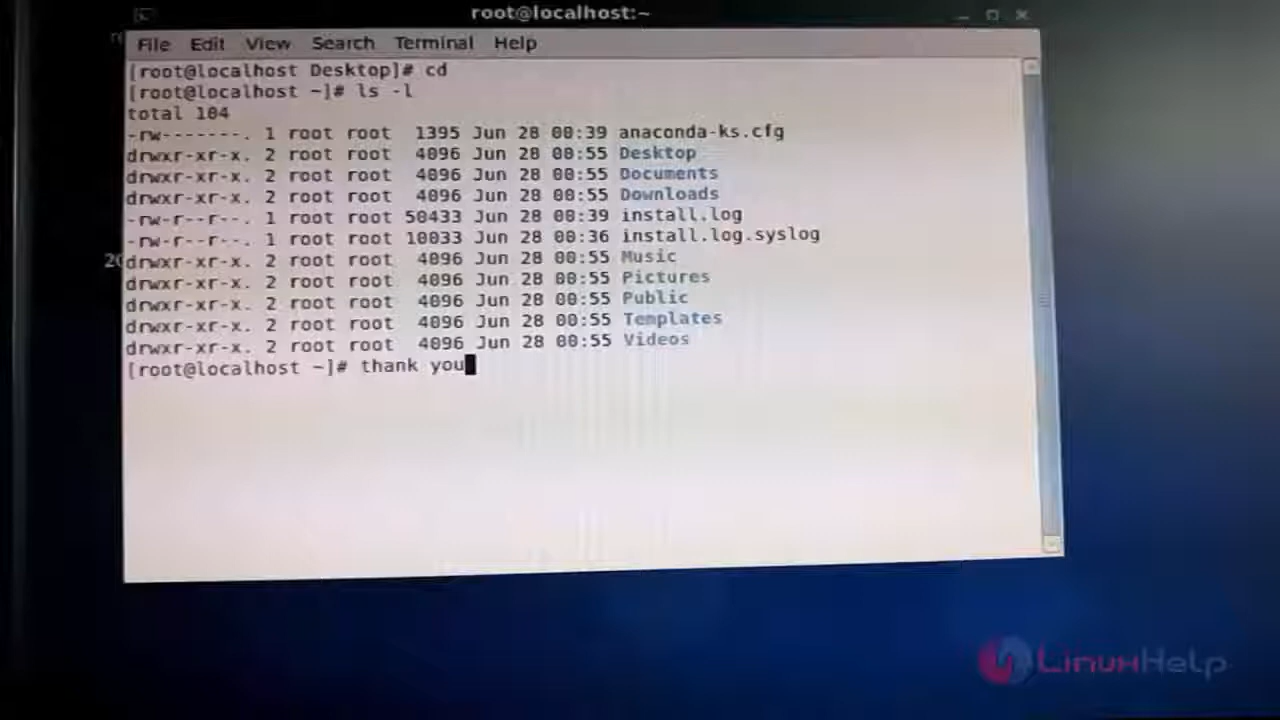 root@localhost:~
File Edit View Search Terminal Help
[root@localhost Desktop]# cd
[root@localhost ~]# ls -l
total 104
-rw-------. 1 root root 1395 Jun 28 00:39 anaconda-ks.cfg
drwxr-xr-x. 2 root root 4096 Jun 28 00:55 Desktop
drwxr-xr-x. 2 root root 4096 Jun 28 00:55 Documents
drwxr-xr-x. 2 root root 4096 Jun 28 00:55 Downloads
-rw-r--r--. 1 root root 50433 Jun 28 00:39 install.log
-rw-r--r--. 1 root root 10033 Jun 28 00:36 install.log.syslog
drwxr-xr-x. 2 root root 4096 Jun 28 00:55 Music
drwxr-xr-x. 2 root root 4096 Jun 28 00:55 Pictures
drwxr-xr-x. 2 root root 4096 Jun 28 00:55 Public
drwxr-xr-x. 2 root root 4096 Jun 28 00:55 Templates
drwxr-xr-x. 2 root root 4096 Jun 28 00:55 Videos
[root@localhost ~]# thank you
LinuxHelp